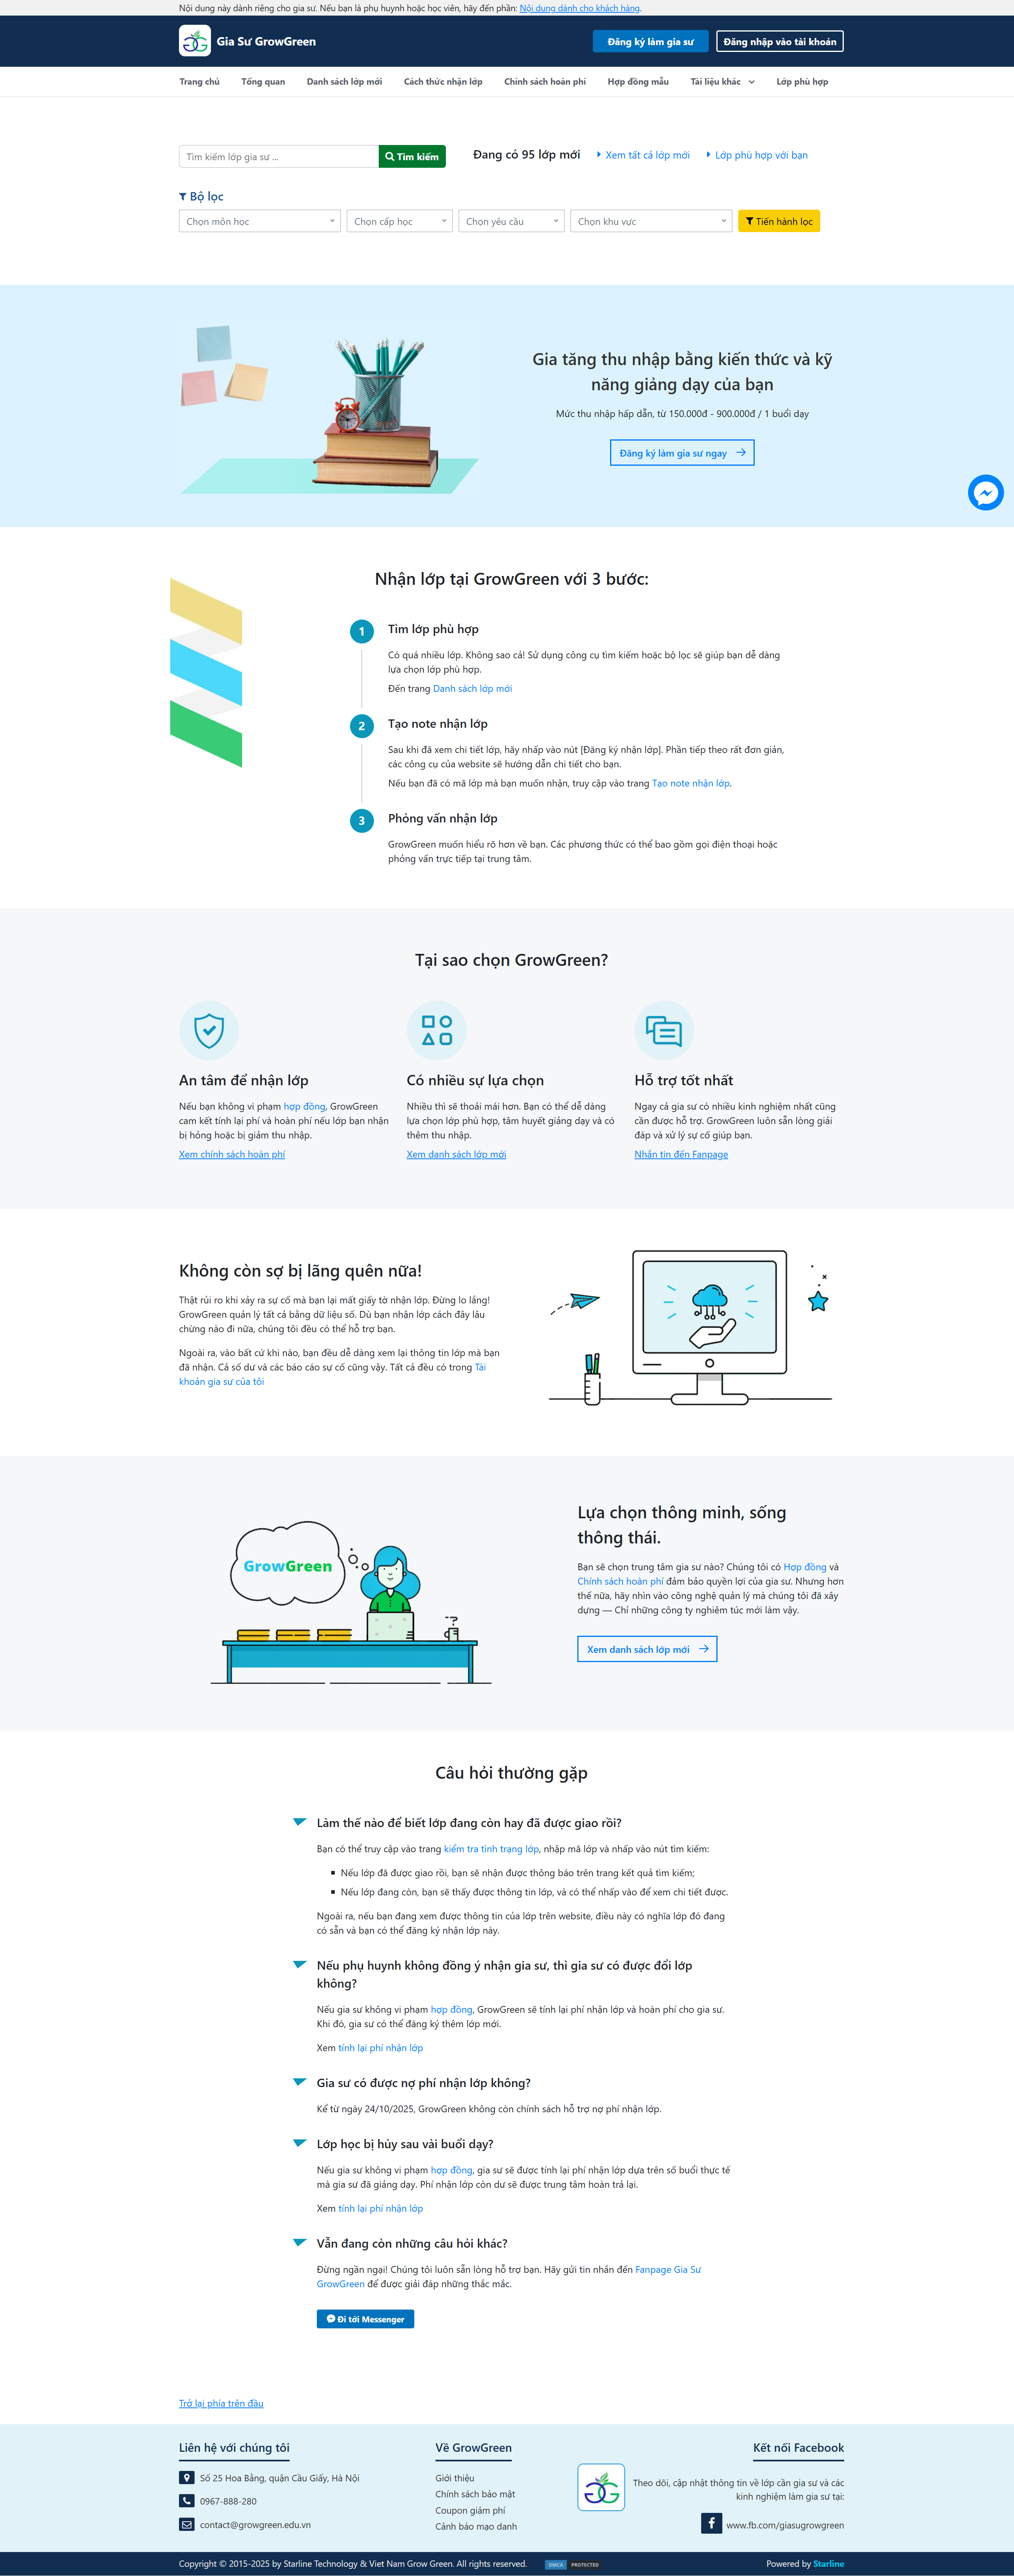 Nội dung này dành riêng cho gia sư. Nếu bạn là phụ huynh hoặc học viên, hãy đến phần: Nội dung dành cho khách hàng.
Gia Sư GrowGreen
Đăng ký làm gia sư
Đăng nhập vào tài khoản
Trang chủ
Tổng quan
Danh sách lớp mới
Cách thức nhận lớp
Chính sách hoàn phí
Hợp đồng mẫu
Tài liệu khác
Lớp phù hợp
Tìm kiếm lớp gia sư ...
Tìm kiếm
Đang có 95 lớp mới
Xem tất cả lớp mới
Lớp phù hợp với bạn
Bộ lọc
Chọn môn học
Chọn cấp học
Chọn yêu cầu
Chọn khu vực
Tiến hành lọc
Gia tăng thu nhập bằng kiến thức và kỹ
năng giảng dạy của bạn
Mức thu nhập hấp dẫn, từ 150.000đ - 900.000đ / 1 buổi dạy
Đăng ký làm gia sư ngay
Nhận lớp tại GrowGreen với 3 bước:
1
Tìm lớp phù hợp
Có quá nhiều lớp. Không sao cả! Sử dụng công cụ tìm kiếm hoặc bộ lọc sẽ giúp bạn dễ dàng
lựa chọn lớp phù hợp.
Đến trang Danh sách lớp mới
2
Tạo note nhận lớp
Sau khi đã xem chi tiết lớp, hãy nhấp vào nút [Đăng ký nhận lớp]. Phần tiếp theo rất đơn giản,
các công cụ của website sẽ hướng dẫn chi tiết cho bạn.
Nếu bạn đã có mã lớp mà bạn muốn nhận, truy cập vào trang Tạo note nhận lớp.
3
Phỏng vấn nhận lớp
GrowGreen muốn hiểu rõ hơn về bạn. Các phương thức có thể bao gồm gọi điện thoại hoặc
phỏng vấn trực tiếp tại trung tâm.
Tại sao chọn GrowGreen?
An tâm để nhận lớp
Nếu bạn không vi phạm hợp đồng, GrowGreen
cam kết tính lại phí và hoàn phí nếu lớp bạn nhận
bị hỏng hoặc bị giảm thu nhập.
Xem chính sách hoàn phí
Có nhiều sự lựa chọn
Nhiều thì sẽ thoải mái hơn. Bạn có thể dễ dàng
lựa chọn lớp phù hợp, tâm huyết giảng dạy và có
thêm thu nhập.
Xem danh sách lớp mới
Hỗ trợ tốt nhất
Ngay cả gia sư có nhiều kinh nghiệm nhất cũng
cần được hỗ trợ. GrowGreen luôn sẵn lòng giải
đáp và xử lý sự cố giúp bạn.
Nhắn tin đến Fanpage
Không còn sợ bị lãng quên nữa!
Thật rủi ro khi xảy ra sự cố mà bạn lại mất giấy tờ nhận lớp. Đừng lo lắng!
GrowGreen quản lý tất cả bằng dữ liệu số. Dù bạn nhận lớp cách đây lâu
chừng nào đi nữa, chúng tôi đều có thể hỗ trợ bạn.
Ngoài ra, vào bất cứ khi nào, bạn đều dễ dàng xem lại thông tin lớp mà bạn
đã nhận. Cả số dư và các báo cáo sự cố cũng vậy. Tất cả đều có trong Tài
khoản gia sư của tôi
GrowGreen
Lựa chọn thông minh, sống
thông thái.
Bạn sẽ chọn trung tâm gia sư nào? Chúng tôi có Hợp đồng và
Chính sách hoàn phí đảm bảo quyền lợi của gia sư. Nhưng hơn
thế nữa, hãy nhìn vào công nghệ quản lý mà chúng tôi đã xây
dựng — Chỉ những công ty nghiêm túc mới làm vậy.
Xem danh sách lớp mới
Câu hỏi thường gặp
Làm thế nào để biết lớp đang còn hay đã được giao rồi?
Bạn có thể truy cập vào trang kiểm tra tình trạng lớp, nhập mã lớp và nhấp vào nút tìm kiếm:
Nếu lớp đã được giao rồi, bạn sẽ nhận được thông báo trên trang kết quả tìm kiếm;
Nếu lớp đang còn, bạn sẽ thấy được thông tin lớp, và có thể nhấp vào để xem chi tiết được.
Ngoài ra, nếu bạn đang xem được thông tin của lớp trên website, điều này có nghĩa lớp đó đang
có sẵn và bạn có thể đăng ký nhận lớp này.
Nếu phụ huynh không đồng ý nhận gia sư, thì gia sư có được đổi lớp
không?
Nếu gia sư không vi phạm hợp đồng, GrowGreen sẽ tính lại phí nhận lớp và hoàn phí cho gia sư.
Khi đó, gia sư có thể đăng ký thêm lớp mới.
Xem tính lại phí nhận lớp
Gia sư có được nợ phí nhận lớp không?
Kể từ ngày 24/10/2025, GrowGreen không còn chính sách hỗ trợ nợ phí nhận lớp.
Lớp học bị hủy sau vài buổi dạy?
Nếu gia sư không vi phạm hợp đồng, gia sư sẽ được tính lại phí nhận lớp dựa trên số buổi thực tế
mà gia sư đã giảng dạy. Phí nhận lớp còn dư sẽ được trung tâm hoàn trả lại.
Xem tính lại phí nhận lớp
Vẫn đang còn những câu hỏi khác?
Đừng ngần ngại! Chúng tôi luôn sẵn lòng hỗ trợ bạn. Hãy gửi tin nhắn đến Fanpage Gia Sư
GrowGreen để được giải đáp những thắc mắc.
Đi tới Messenger
Trở lại phía trên đầu
Liên hệ với chúng tôi
Số 25 Hoa Bằng, quận Cầu Giấy, Hà Nội
0967-888-280
contact@growgreen.edu.vn
Về GrowGreen
Giới thiệu
Chính sách bảo mật
Coupon giảm phí
Cảnh báo mạo danh
Kết nối Facebook
Theo dõi, cập nhật thông tin về lớp cần gia sư và các
kinh nghiệm làm gia sư tại:
www.fb.com/giasugrowgreen
Copyright © 2015-2025 by Starline Technology & Viet Nam Grow Green. All rights reserved.
DMCA PROTECTED
Powered by Starline